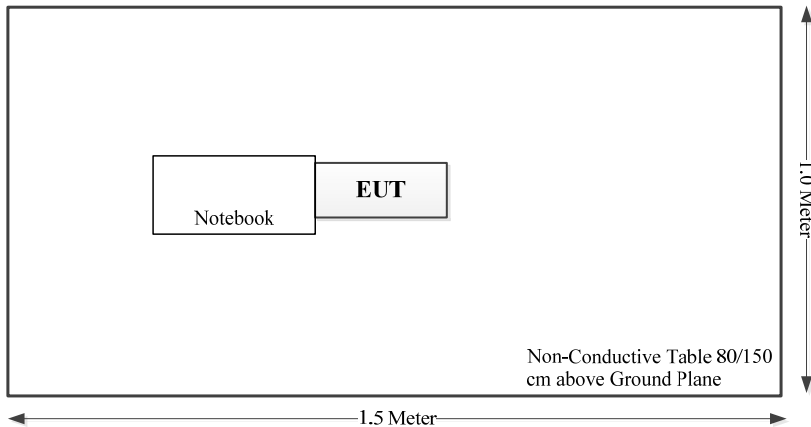 EUT
Notebook
1.0 Meter
Non-Conductive Table 80/150
cm above Ground Plane
1.5 Meter